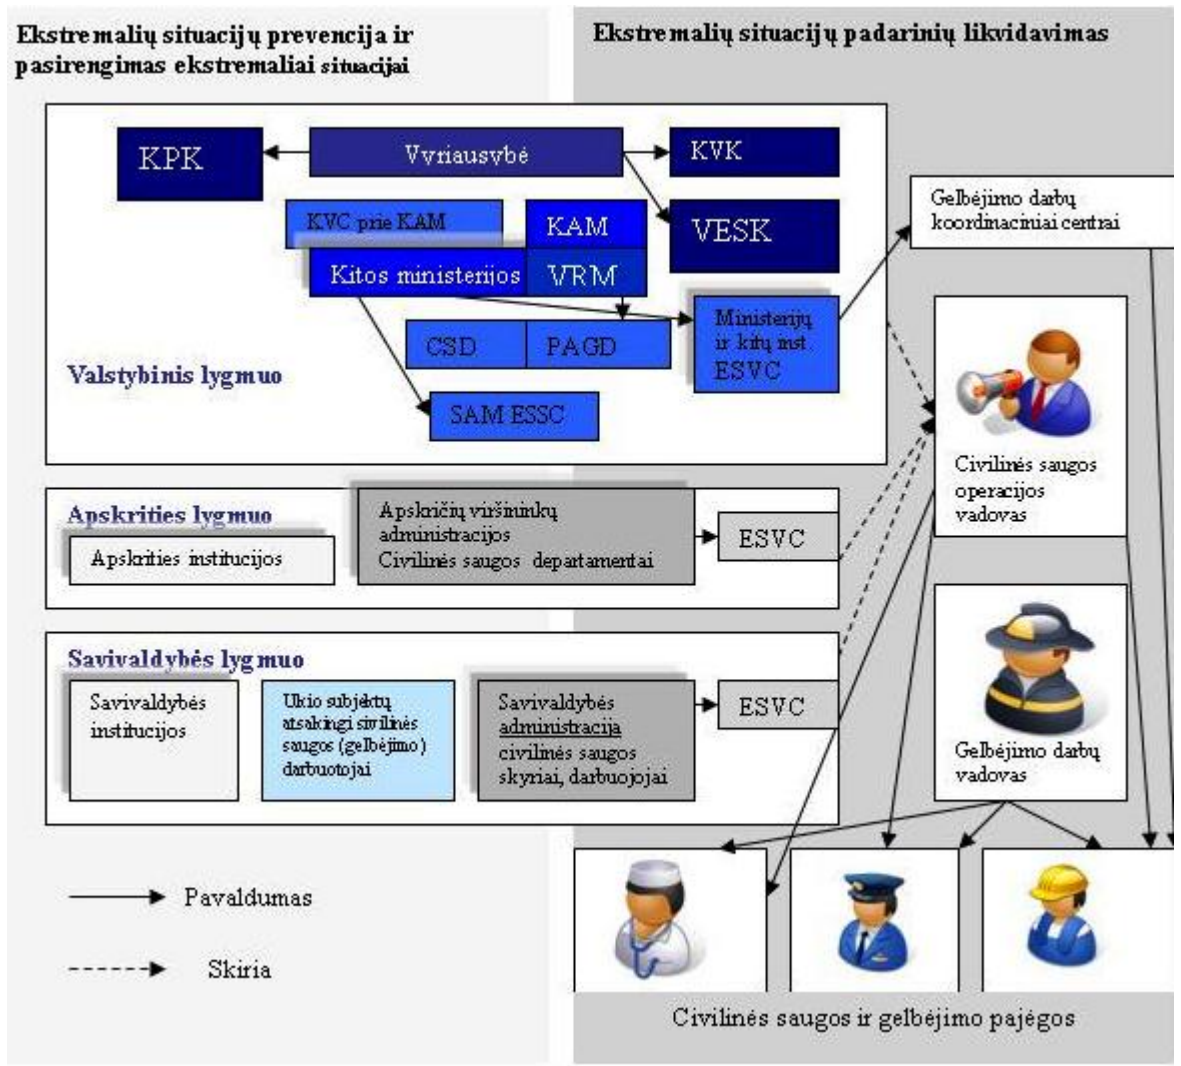 Ekstremalių situacijų prevencija ir
pasirengimas ekstremaliai situacijai
Ekstremalių situacijų padarinių likvidavimas
KPK
Vyriausybė
KVK
VESK
KVC prie KAM
KAM
Kitos ministerijos
VRM
CSD
PAGD
Ministerijų
ir kitų inst.
ESVC
SAM ESSC
Valstybinis lygmuo
Gelbėjimo darbų
koordinaciniai centrai
Civilinės saugos
operacijos
vadovas
Apskrities lygmuo
Apskrities institucijos
Apskričių viršininkų
administracijos
Civilinės saugos departamentai
ESVC
Savivaldybės lygmuo
Savivaldybės
institucijos
Ukio subjektų
atsakingi sivilinės
saugos (gelbėjimo)
darbuotojai
Savivaldybės
administracija
civilinės saugos
skyriai, darbuojojai
ESVC
Gelbėjimo darbų
vadovas
Pavaldumas
Skiria
Civilinės saugos ir gelbėjimo pajėgos